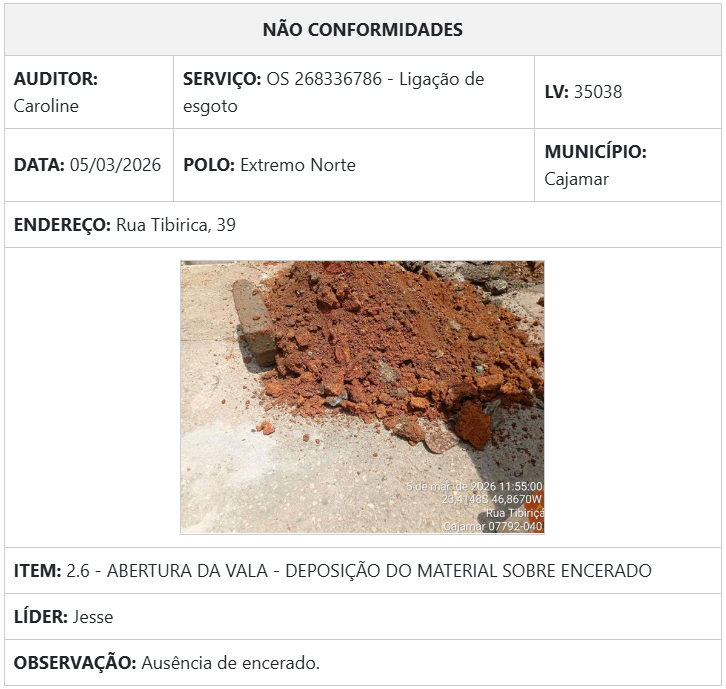 NÃO CONFORMIDADES
AUDITOR:
Caroline
SERVIÇO: OS 268336786 - Ligação de
esgoto
LV: 35038
DATA: 05/03/2026
POLO: Extremo Norte
MUNICÍPIO:
Cajamar
ENDEREÇO: Rua Tibirica, 39
5 de mar. de 2026 11:55:00
23,4148S 46,8670W
Rua Tibiriçá
Cajamar 07792-040
ITEM: 2.6 - ABERTURA DA VALA - DEPOSIÇÃO DO MATERIAL SOBRE ENCERADO
LÍDER: Jesse
OBSERVAÇÃO: Ausência de encerado.